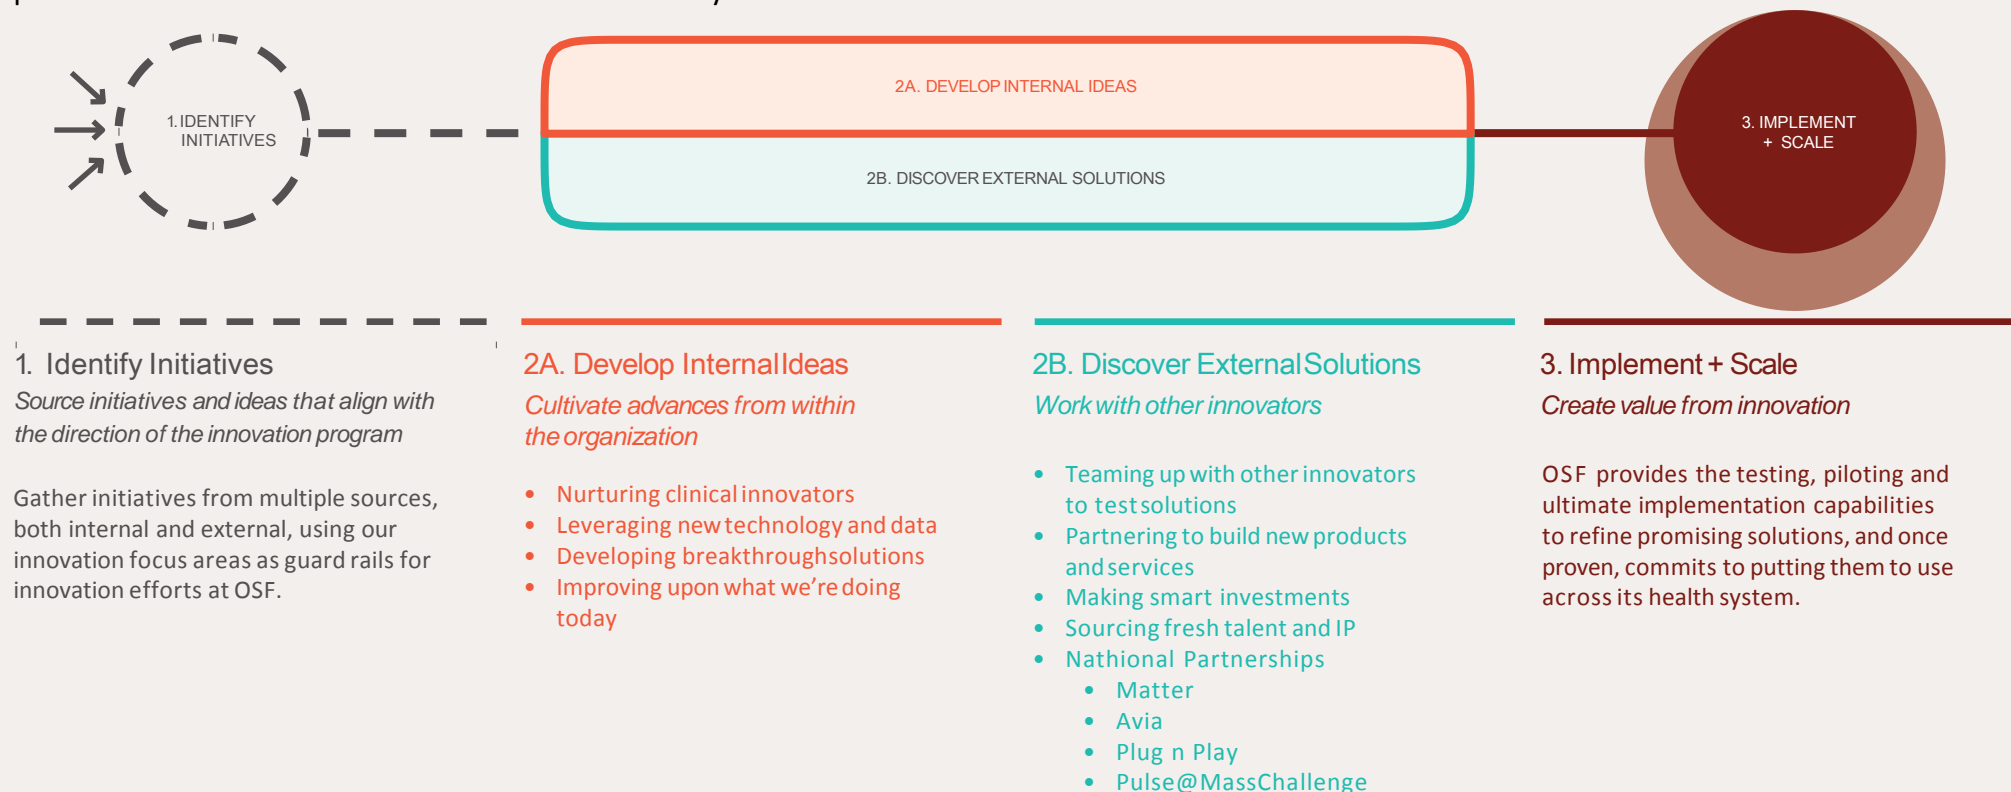 1. IDENTIFY
INITIATIVES
2A. DEVELOP INTERNAL IDEAS
2B. DISCOVER EXTERNAL SOLUTIONS
3. IMPLEMENT
+ SCALE
1. Identify Initiatives
Source initiatives and ideas that align with
the direction of the innovation program
Gather initiatives from multiple sources,
both internal and external, using our
innovation focus areas as guard rails for
innovation efforts at OSF.
2A. Develop Internal Ideas
Cultivate advances from within
the organization
• Nurturing clinical innovators
• Leveraging new technology and data
• Developing breakthrough solutions
• Improving upon what we’re doing
today
2B. Discover External Solutions
Work with other innovators
• Teaming up with other innovators
to test solutions
• Partnering to build new products
and services
• Making smart investments
• Sourcing fresh talent and IP
• Nathional Partnerships
• Matter
• Avia
• Plug n Play
• Pulse@MassChallenge
3. Implement + Scale
Create value from innovation
OSF provides the testing, piloting and
ultimate implementation capabilities
to refine promising solutions, and once
proven, commits to putting them to use
across its health system.